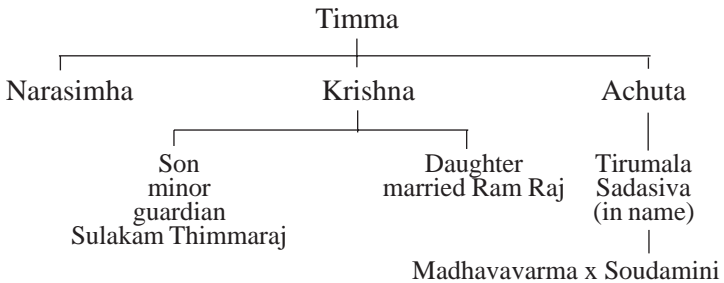 Timma
Narasimha Krishna Achuta
Son
minor
guardian
Sulakam Thimmaraj
Daughter
married Ram Raj
Tirumala
Sadasiva
(in name)
Madhavavarma x Soudamini